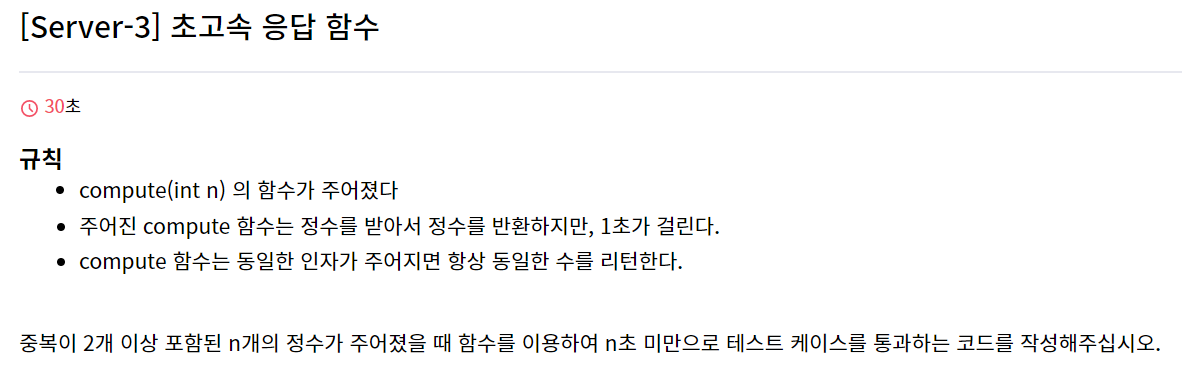 [Server-3] 초고속 응답 함수
30초
규칙
compute(int n) 의 함수가 주어졌다
주어진 compute 함수는 정수를 받아서 정수를 반환하지만, 1초가 걸린다.
compute 함수는 동일한 인자가 주어지면 항상 동일한 수를 리턴한다.
중복이 2개 이상 포함된 n개의 정수가 주어졌을 때 함수를 이용하여 n초 미만으로 테스트 케이스를 통과하는 코드를 작성해주십시오.